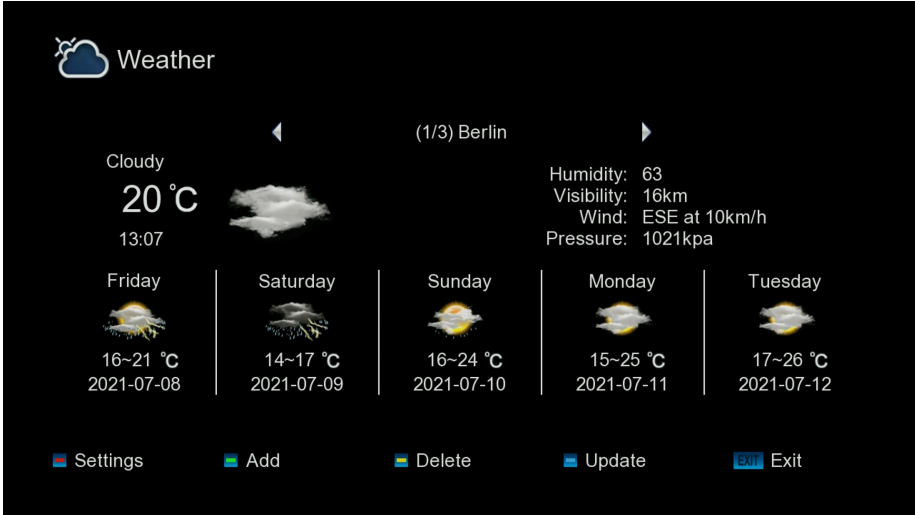 Weather
(1/3) Berlin
Cloudy
20 °C
13:07
Humidity: 63
Visibility: 16km
Wind: ESE at 10km/h
Pressure: 1021kpa
Friday Saturday Sunday Monday Tuesday
16~21 °C 14~17 °C 16~24 °C 15~25 °C 17~26 °C
2021-07-08 2021-07-09 2021-07-10 2021-07-11 2021-07-12
Settings Add Delete Update EXIT Exit